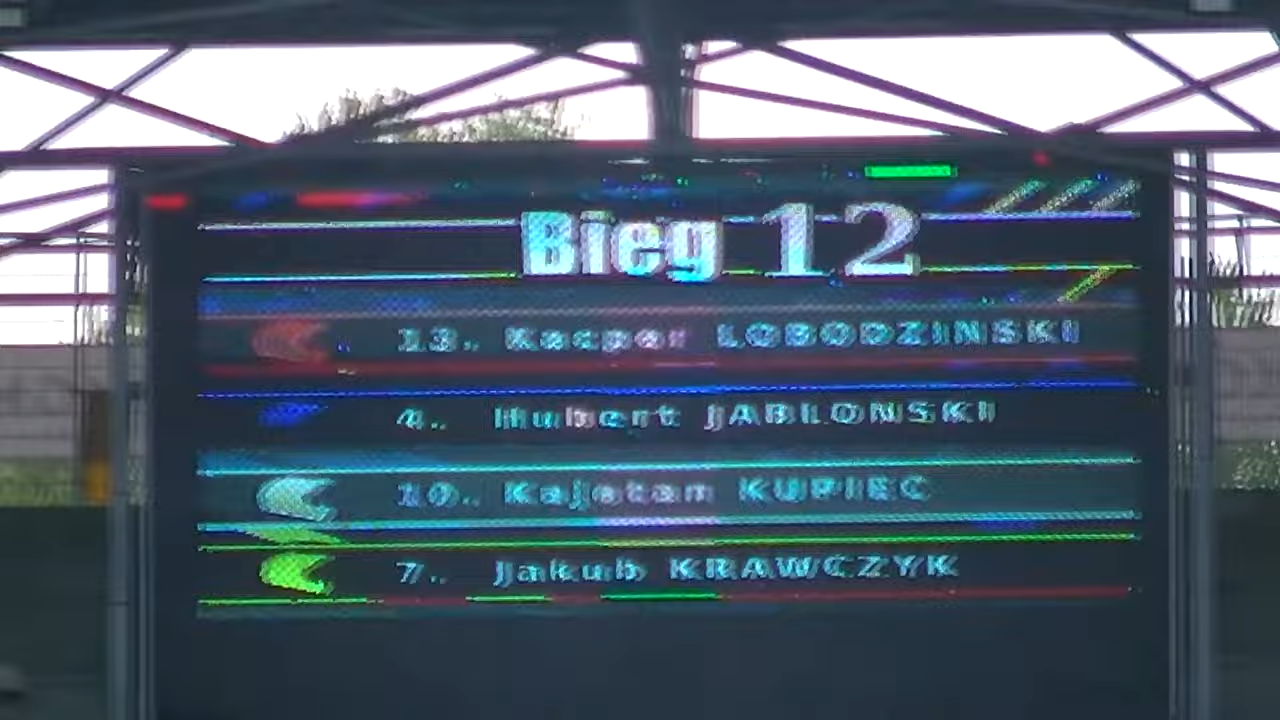 Bieg 12
13. Kacper LOBODZINSKI
4. Hubert JABLONSKI
10. Kajetan KUPIEC
7. Jakub KRAWCZYK